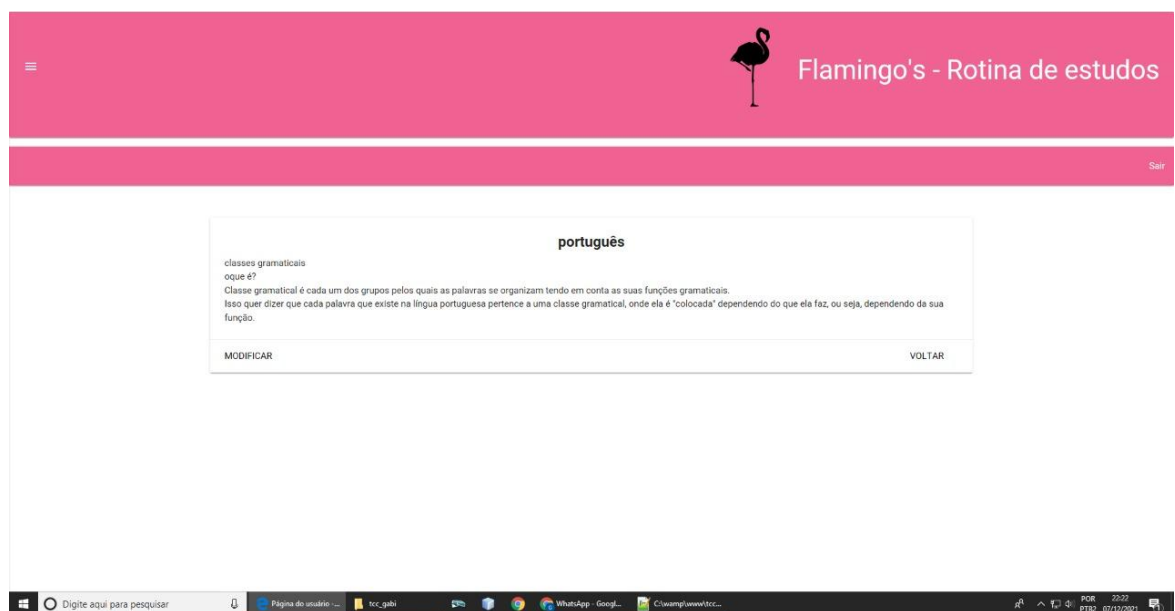 Flamingo's - Rotina de estudos
Sair
português
classes gramaticais
oque é?
Classe gramatical é cada um dos grupos pelos quais as palavras se organizam tendo em conta as suas funções gramaticais.
Isso quer dizer que cada palavra que existe na língua portuguesa pertence a uma classe gramatical, onde ela é "colocada" dependendo do que ela faz, ou seja, dependendo da sua
função.
MODIFICAR VOLTAR
Digite aqui para pesquisar Página do usuário -... tcc_gabi WhatsApp - Googl... C:\wamp\www\tcc... POR 22:22
PTB2 07/12/2021